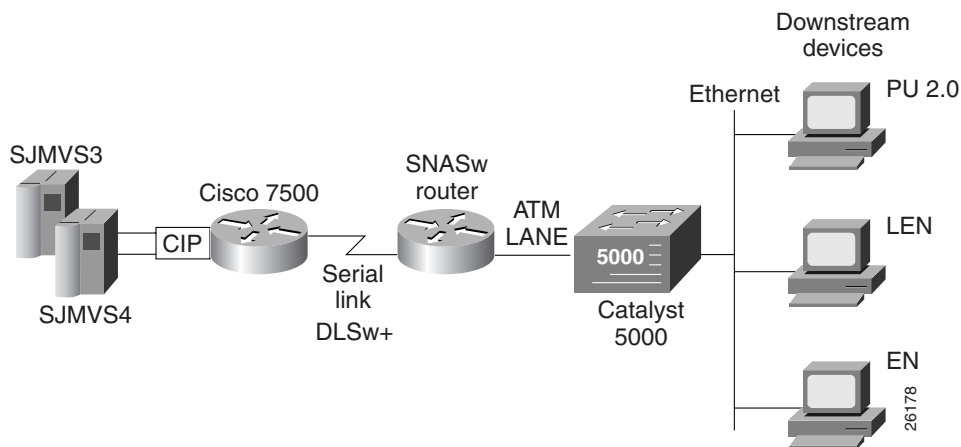 Downstream
devices
PU 2.0
Ethernet
SJMVS3
SNASw
router
Cisco 7500
ATM
LANE
LEN
CIP
5000
Serial
link
DLSw+
SJMVS4
Catalyst
5000
EN
26178